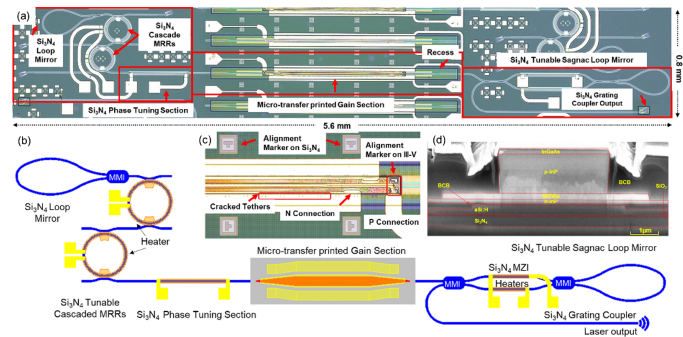 (a)
Si₃N₄
Loop
Mirror
Si₃N₄
Cascade
MRRs
Recess
Si₃N₄ Tunable Sagnac Loop Mirror
Si₃N₄ Phase Tuning Section
Micro-transfer printed Gain Section
Si₃N₄ Grating
Coupler Output
0.8 mm
5.6 mm
(b)
MMI
Si₃N₄ Loop
Mirror
Heater
Si₃N₄ Tunable
Cascaded MRRs
Si₃N₄ Phase Tuning Section
(c)
Alignment
Marker on Si₃N₄
Alignment
Marker on III-V
Cracked Tethers
N Connection
P Connection
(d)
InGaAs
p-InP
BCB
BCB
SiO₂
n-InP
aSi:H
Si₃N₄
1µm
Micro-transfer printed Gain Section
Si₃N₄ Tunable Sagnac Loop Mirror
Si₃N₄ MZI
MMI
Heaters
MMI
Si₃N₄ Grating Coupler
Laser output